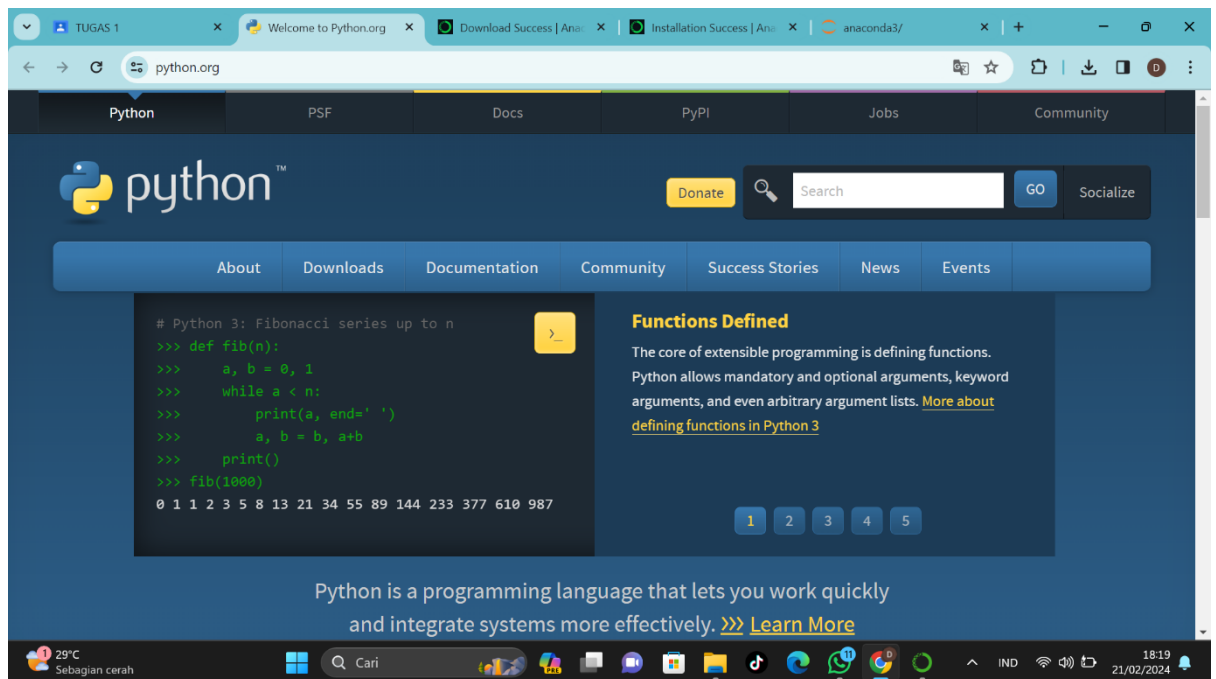 TUGAS 1
Welcome to Python.org
Download Success | Anac
Installation Success | Ana
anaconda3/
python.org
D
Python PSF Docs PyPI Jobs Community
python™
Donate
Search
GO
Socialize
About Downloads Documentation Community Success Stories News Events
# Python 3: Fibonacci series up to n
>>> def fib(n):
>>>     a, b = 0, 1
>>>     while a < n:
>>>         print(a, end=' ')
>>>         a, b = b, a+b
>>>     print()
>>> fib(1000)
0 1 1 2 3 5 8 13 21 34 55 89 144 233 377 610 987
>_
Functions Defined
The core of extensible programming is defining functions.
Python allows mandatory and optional arguments, keyword
arguments, and even arbitrary argument lists. More about
defining functions in Python 3
1 2 3 4 5
Python is a programming language that lets you work quickly
and integrate systems more effectively. >>> Learn More
1
29°C
Sebagian cerah
Cari
PRE
11
D
IND
18:19
21/02/2024